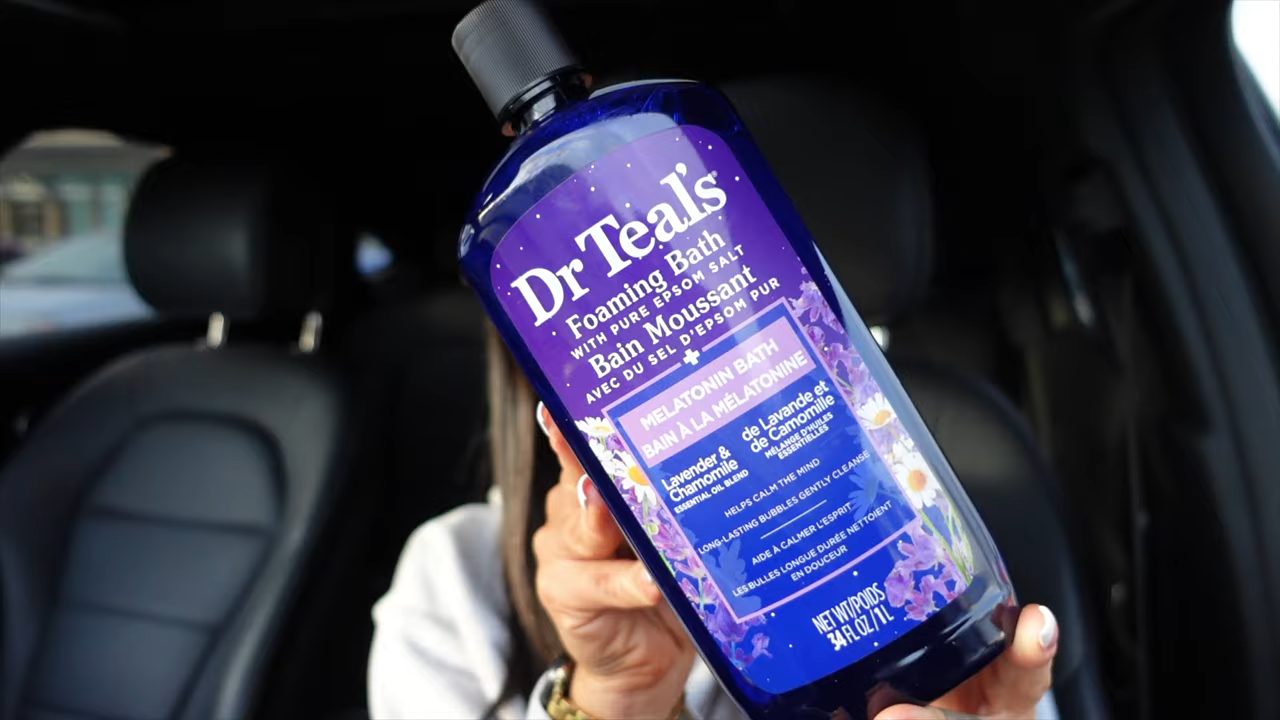 Dr Teal's
Foaming Bath
WITH PURE EPSOM SALT
Bain Moussant
AVEC DU SEL D'EPSOM PUR
+
MELATONIN BATH
BAIN À LA MÉLATONINE
Lavender &
Chamomile
ESSENTIAL OIL BLEND
de Lavande et
de Camomille
MÉLANGE D'HUILES
ESSENTIELLES
HELPS CALM THE MIND
LONG-LASTING BUBBLES GENTLY CLEANSE
AIDE À CALMER L'ESPRIT
LES BULLES LONGUE DURÉE NETTOIENT
EN DOUCEUR
NET WT/POIDS
34 FL OZ / 1 L